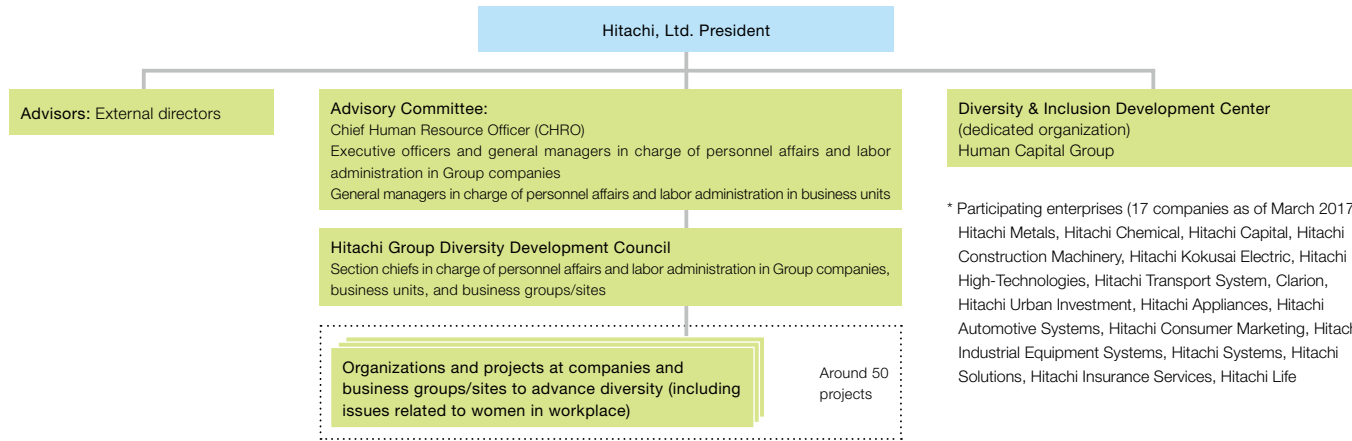 Hitachi, Ltd. President
Advisors: External directors
Advisory Committee:
Chief Human Resource Officer (CHRO)
Executive officers and general managers in charge of personnel affairs and labor
administration in Group companies
General managers in charge of personnel affairs and labor administration in business units
Hitachi Group Diversity Development Council
Section chiefs in charge of personnel affairs and labor administration in Group companies,
business units, and business groups/sites
Organizations and projects at companies and
business groups/sites to advance diversity (including
issues related to women in workplace)
Around 50
projects
Diversity & Inclusion Development Center
(dedicated organization)
Human Capital Group
* Participating enterprises (17 companies as of March 2017
Hitachi Metals, Hitachi Chemical, Hitachi Capital, Hitachi
Construction Machinery, Hitachi Kokusai Electric, Hitachi
High-Technologies, Hitachi Transport System, Clarion,
Hitachi Urban Investment, Hitachi Appliances, Hitachi
Automotive Systems, Hitachi Consumer Marketing, Hitach
Industrial Equipment Systems, Hitachi Systems, Hitachi
Solutions, Hitachi Insurance Services, Hitachi Life